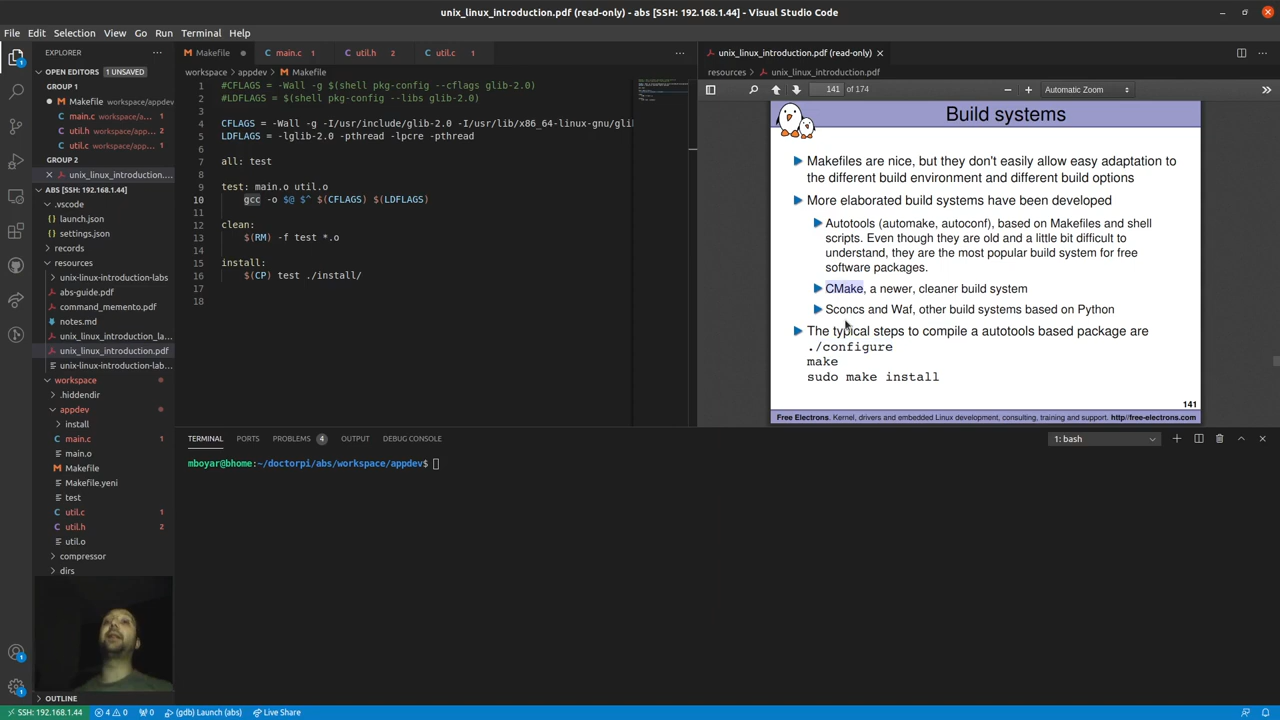 unix_linux_introduction.pdf (read-only) - abs [SSH: 192.168.1.44] - Visual Studio Code
File Edit Selection View Go Run Terminal Help
EXPLORER
OPEN EDITORS 1 UNSAVED
GROUP 1
Makefile workspace/appdev
main.c workspace/a... 1
util.h workspace/app... 2
util.c workspace/app... 1
GROUP 2
unix_linux_introduction....
ABS [SSH: 192.168.1.44]
.vscode
launch.json
settings.json
records
resources
unix-linux-introduction-labs
abs-guide.pdf
command_memento.pdf
notes.md
unix_linux_introduction_la...
unix_linux_introduction.pdf
unix-linux-introduction-lab...
workspace
.hiddendir
appdev
install
main.c 1
main.o
Makefile
Makefile.yeni
test
util.c 1
util.h 2
util.o
compressor
dirs
OUTLINE
Makefile
main.c 1
util.h 2
util.c 1
workspace > appdev > Makefile
1 #CFLAGS = -Wall -g $(shell pkg-config --cflags glib-2.0)
2 #LDFLAGS = $(shell pkg-config --libs glib-2.0)
3
4 CFLAGS = -Wall -g -I/usr/include/glib-2.0 -I/usr/lib/x86_64-linux-gnu/gli
5 LDFLAGS = -lglib-2.0 -pthread -lpcre -pthread
6
7 all: test
8
9 test: main.o util.o
10 gcc -o $@ $^ $(CFLAGS) $(LDFLAGS)
11
12 clean:
13 $(RM) -f test *.o
14
15 install:
16 $(CP) test ./install/
17
18
unix_linux_introduction.pdf (read-only)
resources > unix_linux_introduction.pdf
141 of 174
Automatic Zoom
Build systems
Makefiles are nice, but they don't easily allow easy adaptation to
the different build environment and different build options
More elaborated build systems have been developed
Autotools (automake, autoconf), based on Makefiles and shell
scripts. Even though they are old and a little bit difficult to
understand, they are the most popular build system for free
software packages.
CMake, a newer, cleaner build system
Sconcs and Waf, other build systems based on Python
The typical steps to compile a autotools based package are
./configure
make
sudo make install
141
Free Electrons. Kernel, drivers and embedded Linux development, consulting, training and support. http://free-electrons.com
TERMINAL PORTS PROBLEMS 4 OUTPUT DEBUG CONSOLE
1: bash
mboyar@bhome:~/doctorpi/abs/workspace/appdev$
SSH: 192.168.1.44 4 0 0 (gdb) Launch (abs) Live Share